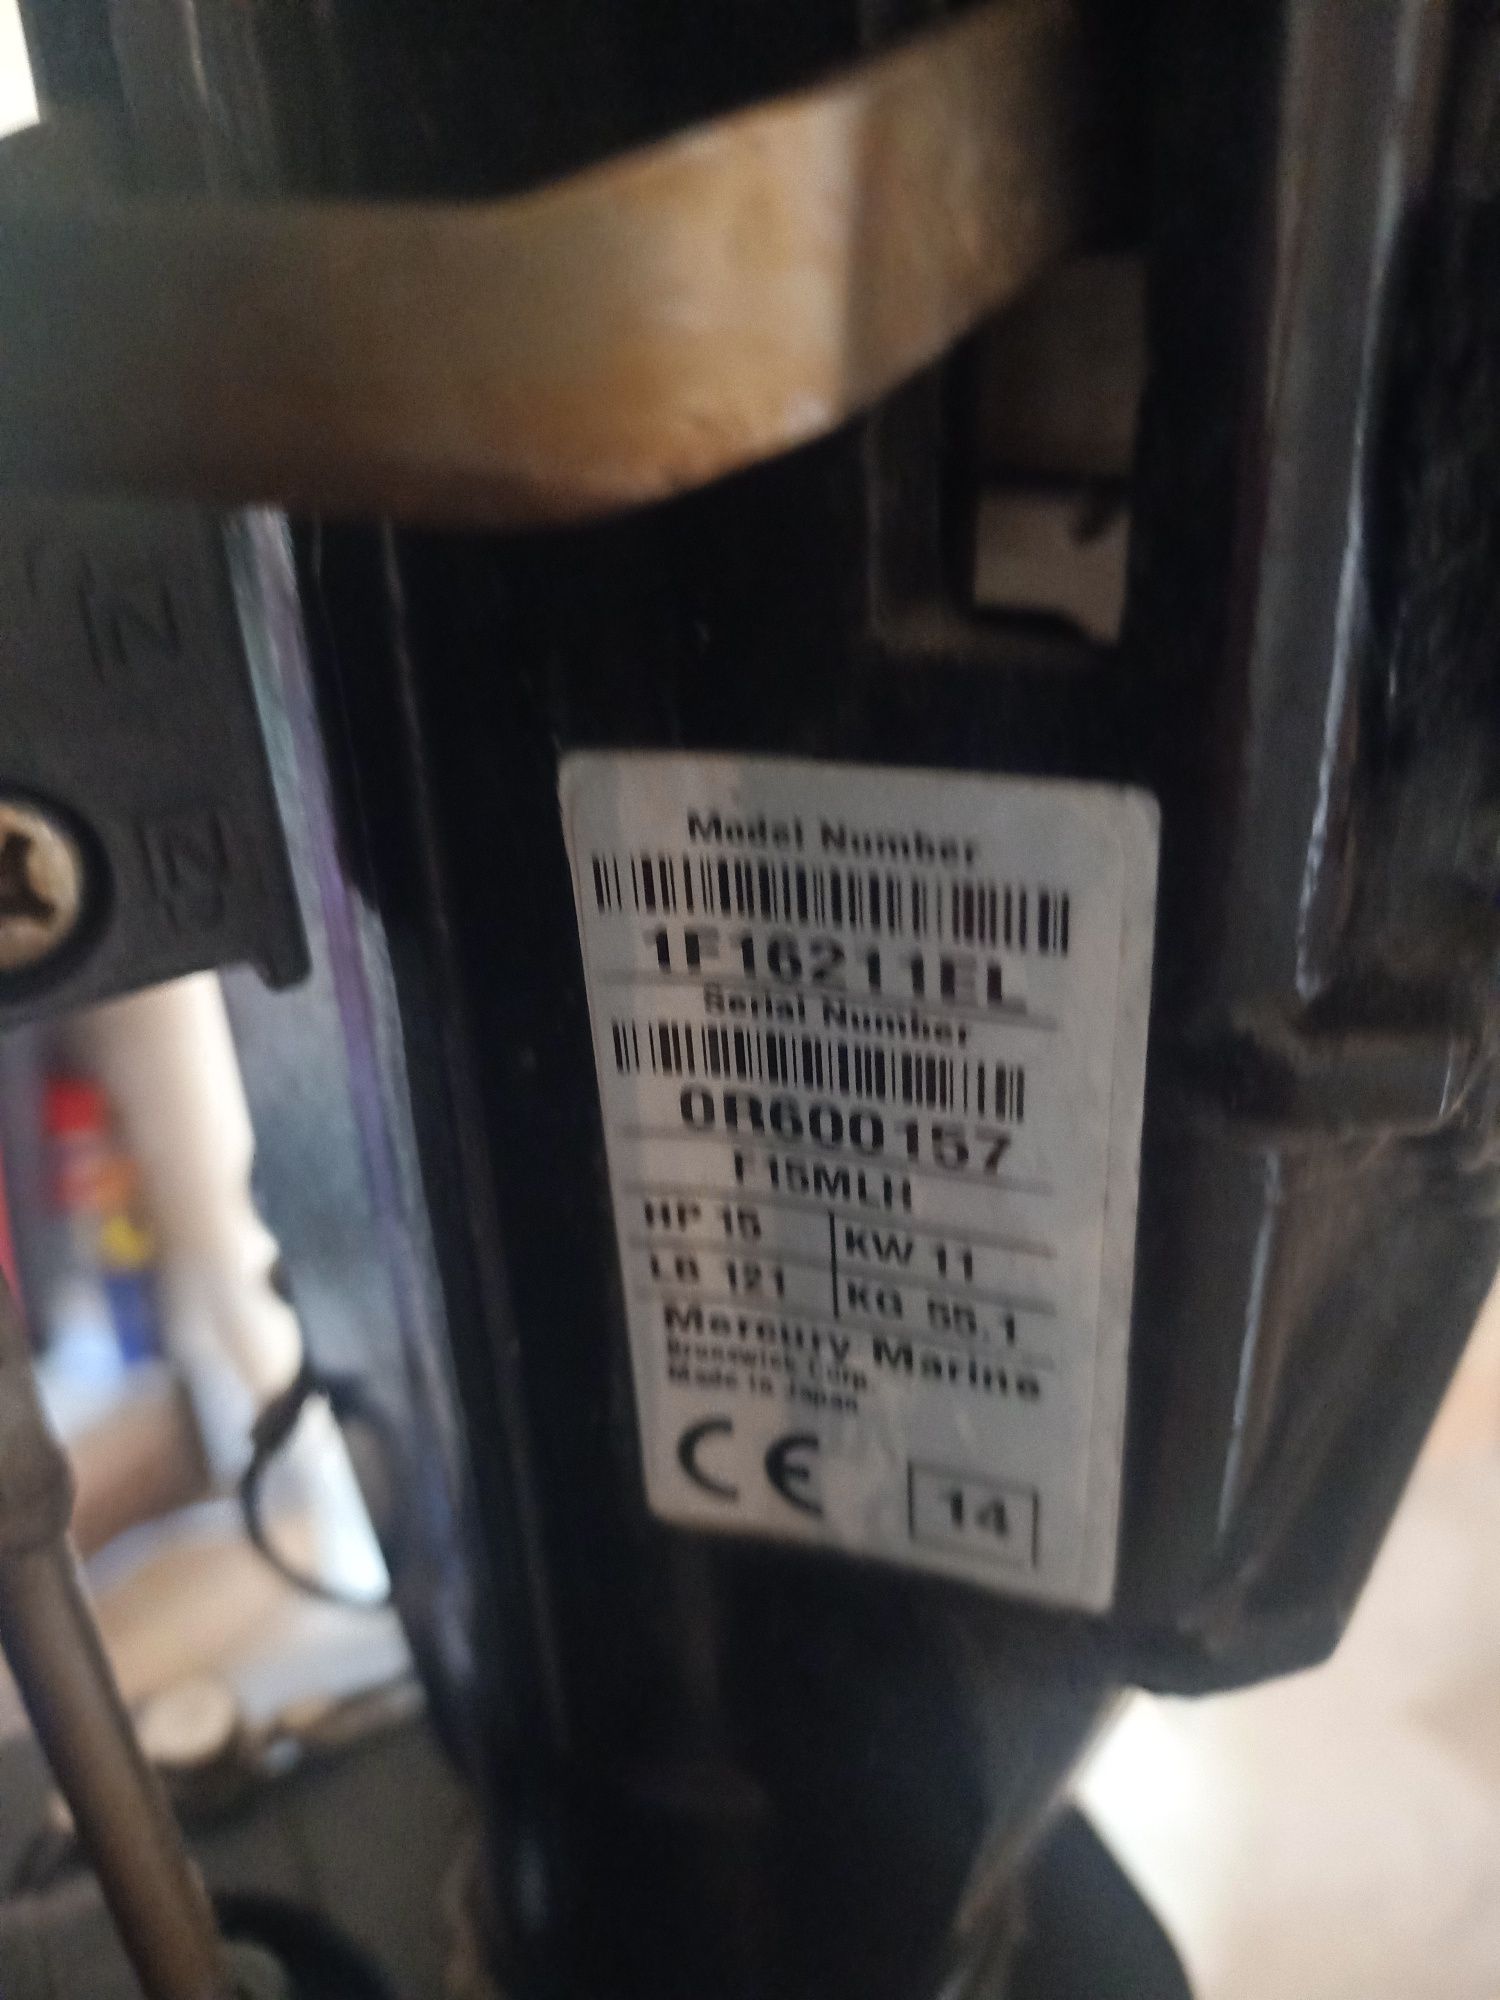 Model Number
1F16211EL
Serial Number
0R600157
F15MLH
HP 15 KW 11
LB 121 KG 55.1
Mercury Marine
Brunswick Corp.
Made in Japan
CE 14
N